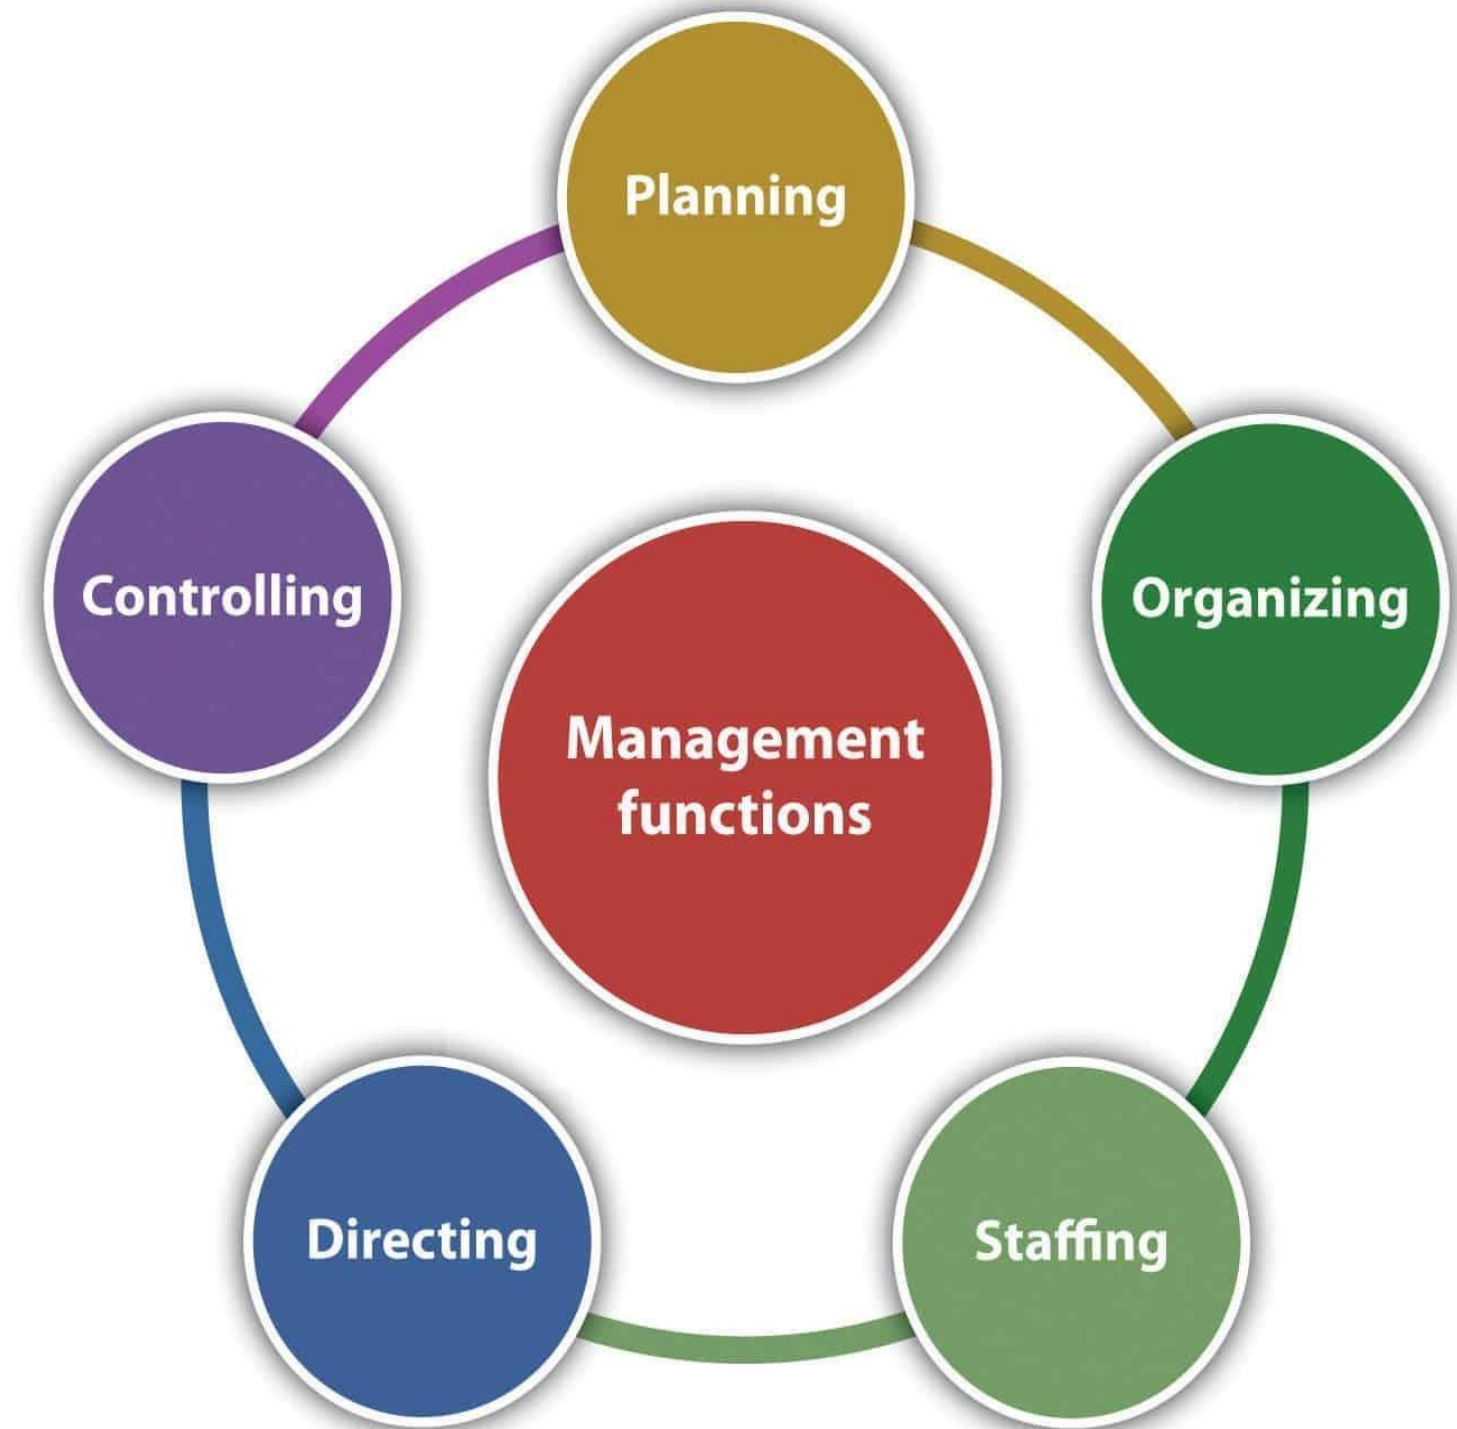 Planning
Organizing
Staffing
Directing
Controlling
Management
functions